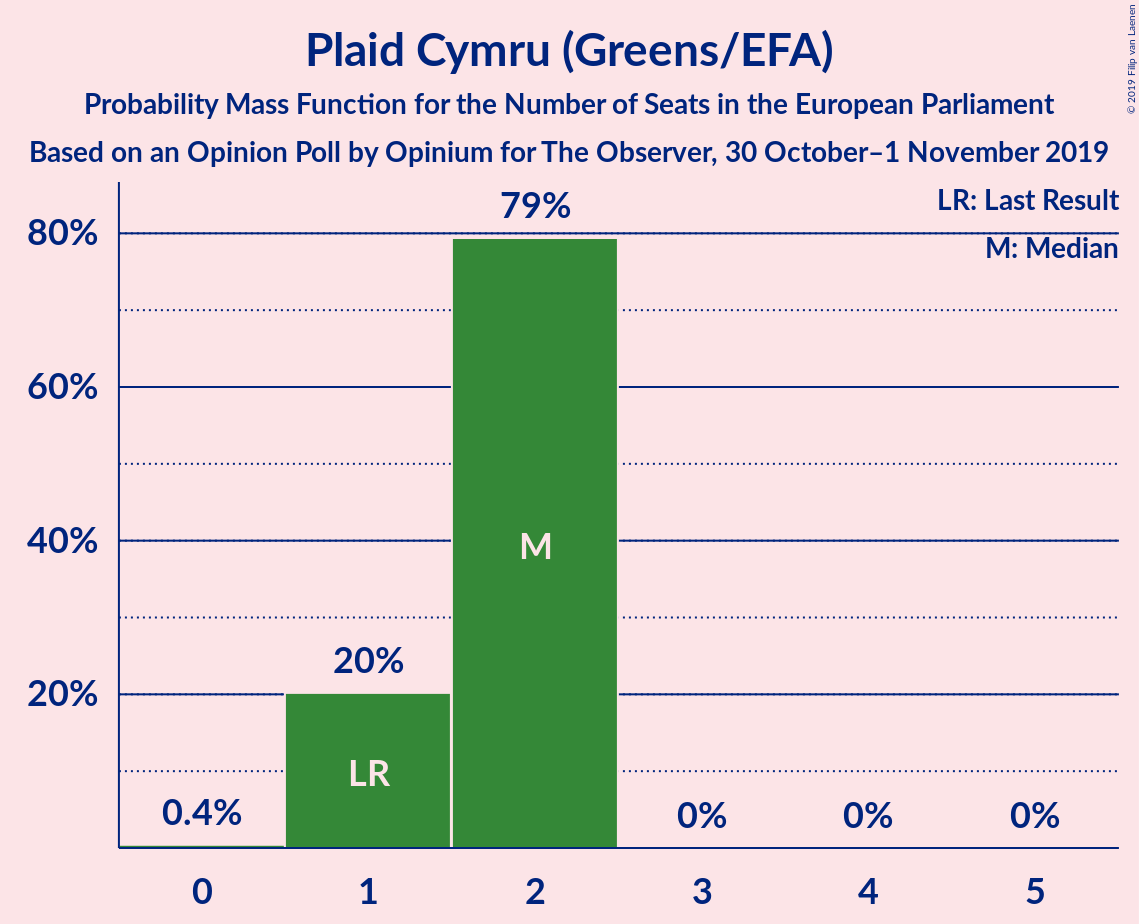 Plaid Cymru (Greens/EFA)
Probability Mass Function for the Number of Seats in the European Parliament
Based on an Opinion Poll by Opinium for The Observer, 30 October–1 November 2019
© 2019 Filip van Laenen
LR: Last Result
M: Median
79%
80%
60%
M
40%
20%
20%
LR
0.4%
0%
0%
0%
0
1
2
3
4
5